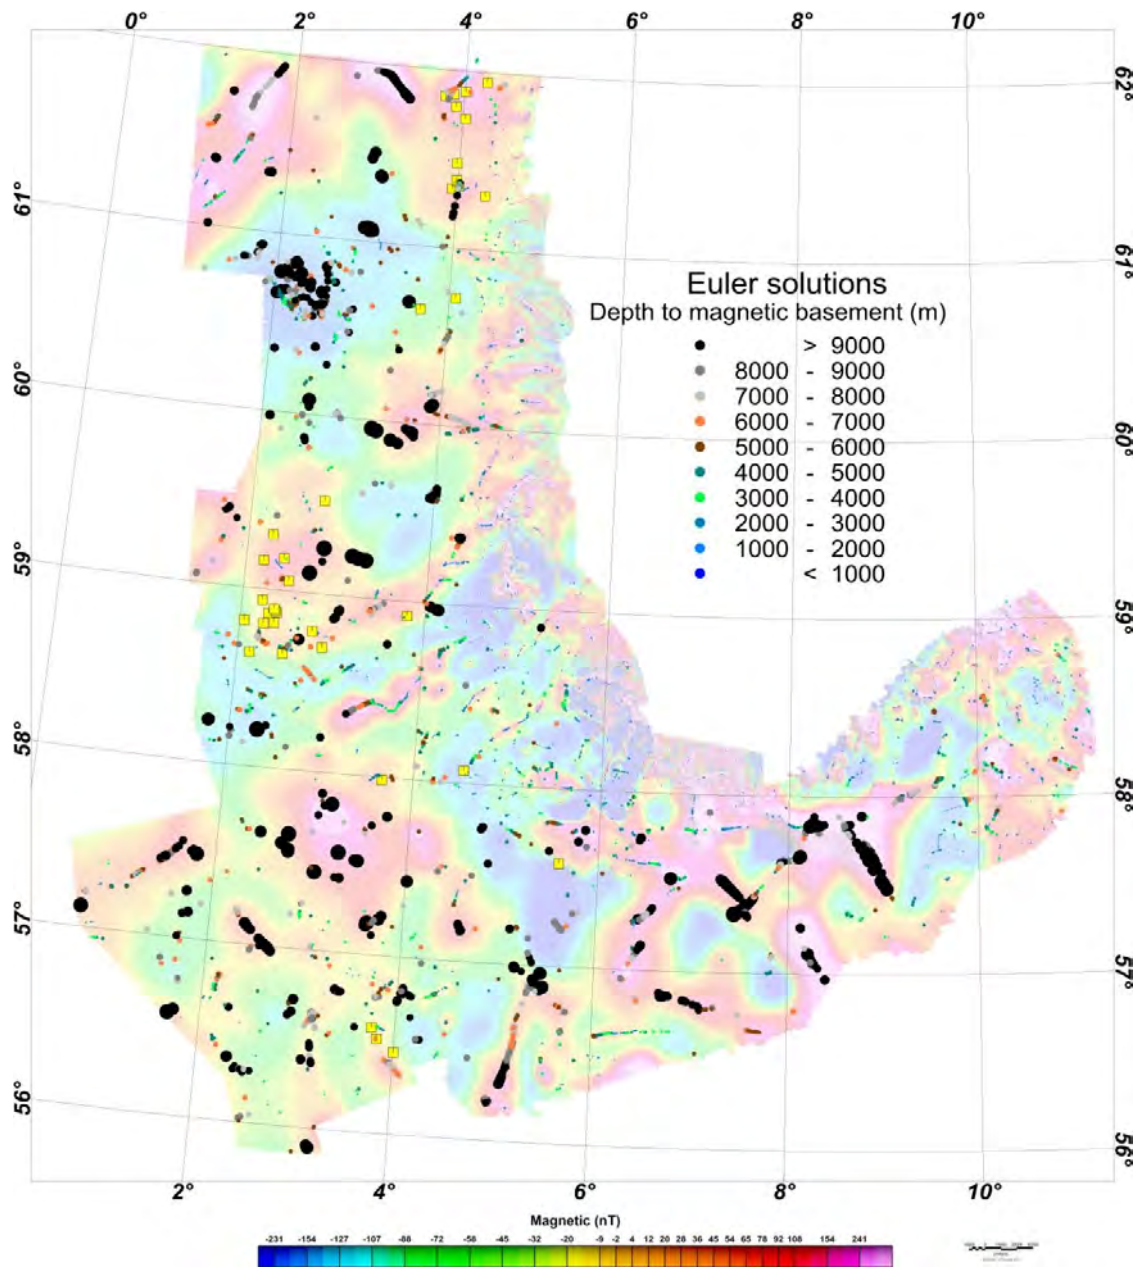 0° 2° 4° 6° 8° 10°
62°
61°
61°
Euler solutions
Depth to magnetic basement (m)
> 9000
8000 - 9000
7000 - 8000
6000 - 7000
5000 - 6000
4000 - 5000
3000 - 4000
2000 - 3000
1000 - 2000
< 1000
60°
60°
59°
59°
58°
58°
57°
57°
56°
56°
2° 4° 6° 8° 10°
Magnetic (nT)
-231 -154 -127 -107 -88 -72 -58 -45 -32 -20 -9 -2 4 12 20 28 36 45 54 65 78 92 108 154 241